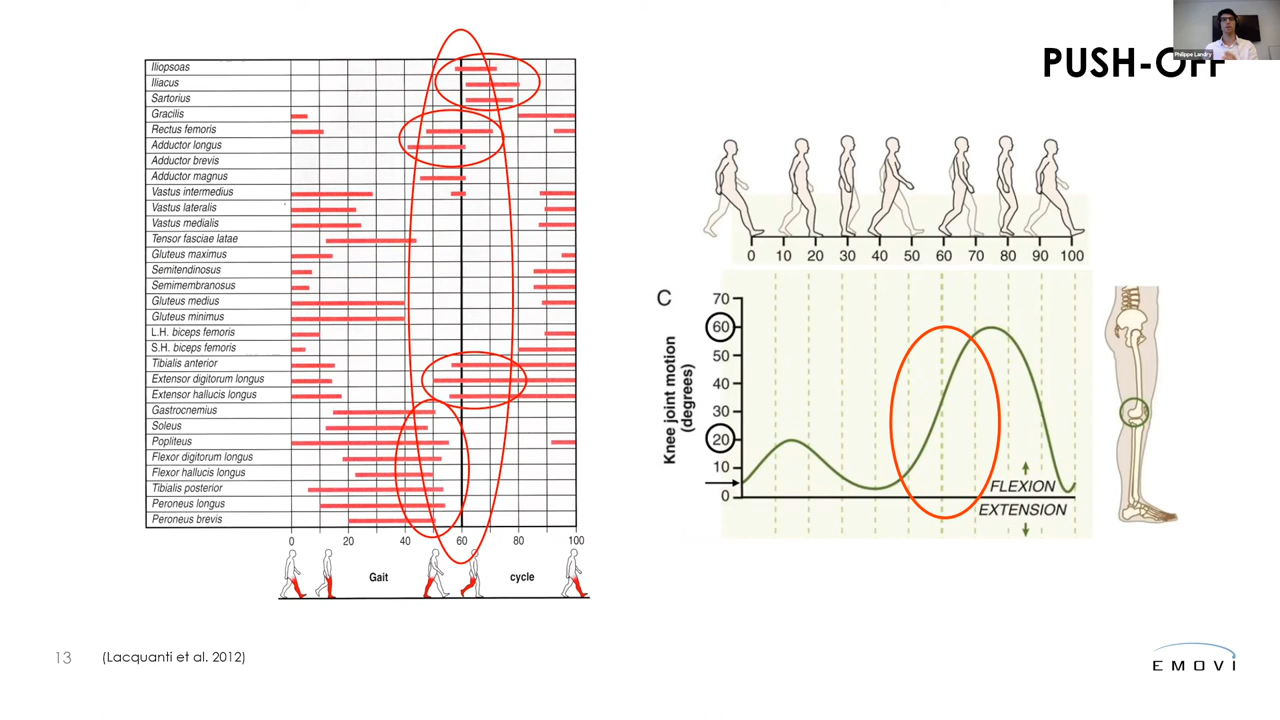 PUSH-OFF
Philippe Landry
Iliopsoas
Iliacus
Sartorius
Gracilis
Rectus femoris
Adductor longus
Adductor brevis
Adductor magnus
Vastus intermedius
Vastus lateralis
Vastus medialis
Tensor fasciae latae
Gluteus maximus
Semitendinosus
Semimembranosus
Gluteus medius
Gluteus minimus
L.H. biceps femoris
S.H. biceps femoris
Tibialis anterior
Extensor digitorum longus
Extensor hallucis longus
Gastrocnemius
Soleus
Popliteus
Flexor digitorum longus
Flexor hallucis longus
Tibialis posterior
Peroneus longus
Peroneus brevis
0 20 40 60 80 100
Gait cycle
0 10 20 30 40 50 60 70 80 90 100
C
Knee joint motion
(degrees)
70
60
50
40
30
20
10
0
FLEXION
EXTENSION
13 (Lacquanti et al. 2012)
EMOVI